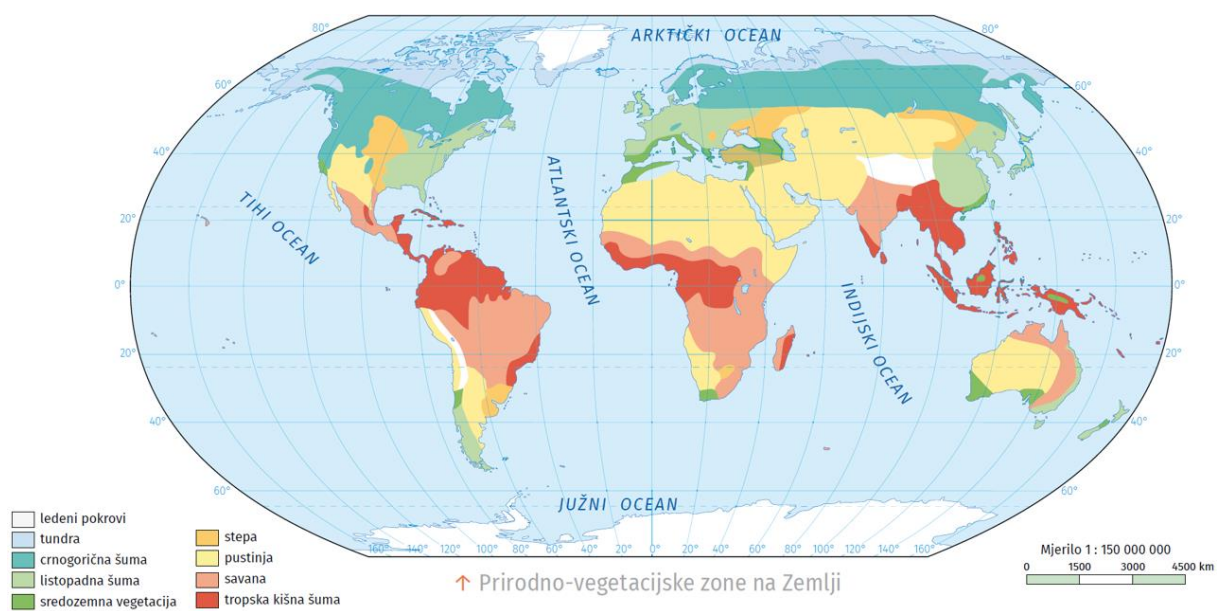 80°
ARKTIČKI OCEAN
80°
60°
60°
40°
ATLANTSKI OCEAN
40°
TIHI OCEAN
20°
20°
0°
INDIJSKI OCEAN
0°
20°
20°
40°
40°
60°
JUŽNI OCEAN
60°
160° 140° 120° 100° 80° 60° 40° 20° 0° 20° 40° 60° 80° 100° 120° 140° 160°
ledeni pokrovi
tundra
crnogorična šuma
listopadna šuma
sredozemna vegetacija
stepa
pustinja
savana
tropska kišna šuma
↑ Prirodno-vegetacijske zone na Zemlji
Mjerilo 1 : 150 000 000
0 1500 3000 4500 km